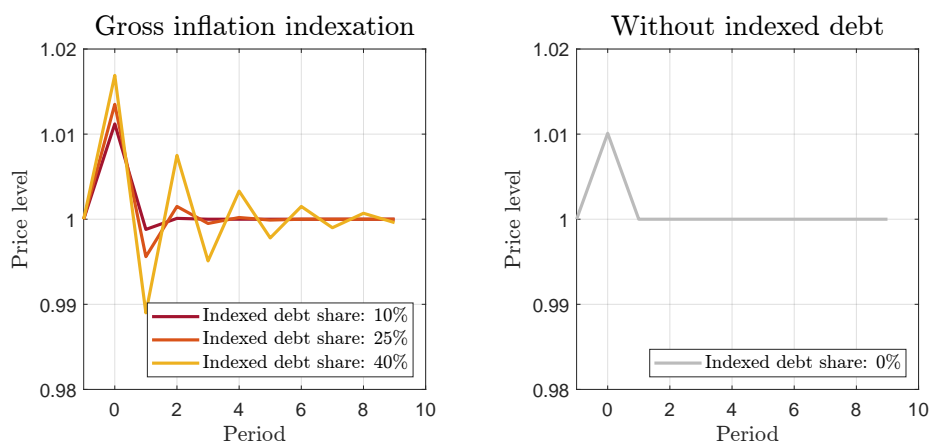 Gross inflation indexation
1.02
1.01
1
0.99
0.98
Price level
0
2
4
6
8
10
Period
Indexed debt share: 10%
Indexed debt share: 25%
Indexed debt share: 40%
Without indexed debt
1.02
1.01
1
0.99
0.98
Price level
0
2
4
6
8
10
Period
Indexed debt share: 0%